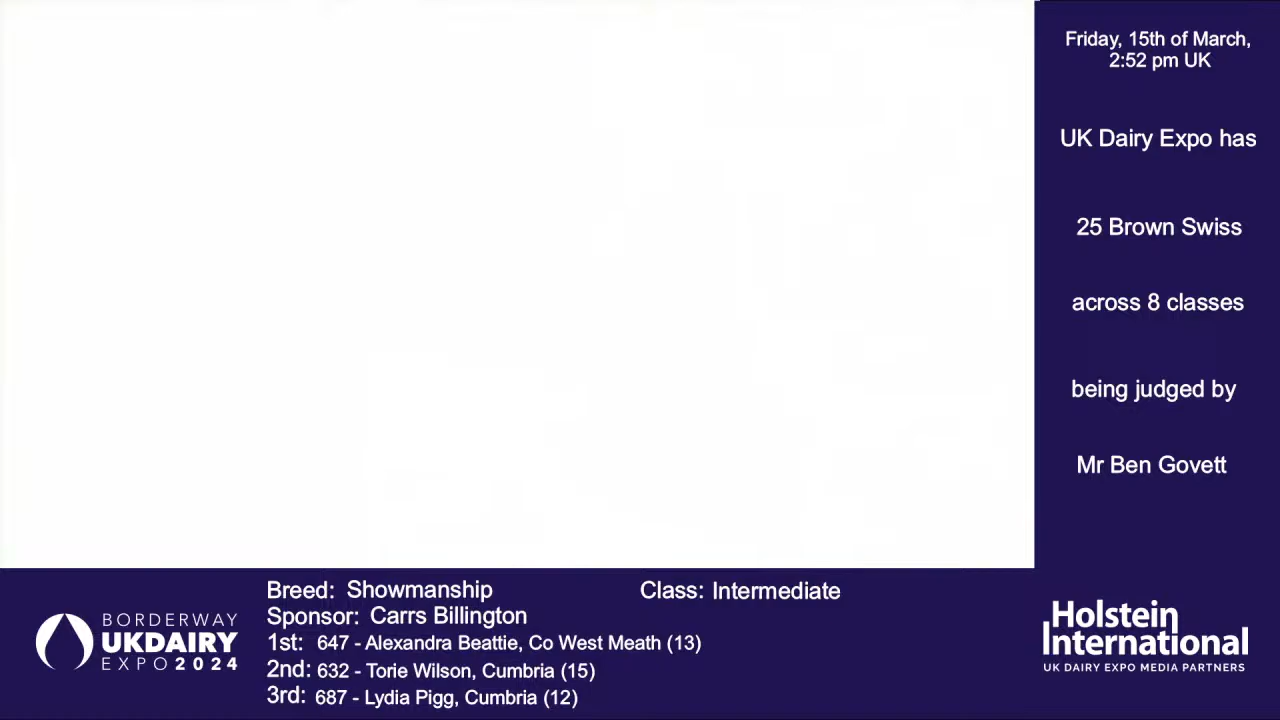 Friday, 15th of March,
2:52 pm UK
UK Dairy Expo has
25 Brown Swiss
across 8 classes
being judged by
Mr Ben Govett
Breed: Showmanship Class: Intermediate
Sponsor: Carrs Billington
1st: 647 - Alexandra Beattie, Co West Meath (13)
2nd: 632 - Torie Wilson, Cumbria (15)
3rd: 687 - Lydia Pigg, Cumbria (12)
BORDERWAY
UKDAIRY
EXPO2024
Holstein
International
UK DAIRY EXPO MEDIA PARTNERS